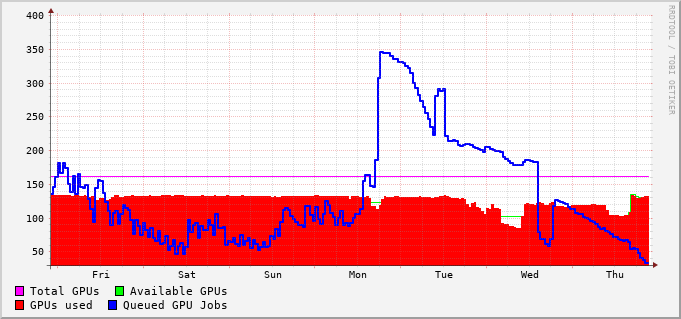 400
350
300
250
200
150
100
50
Fri Sat Sun Mon Tue Wed Thu
RRDTOOL / TOBI OETIKER
Total GPUs Available GPUs
GPUs used Queued GPU Jobs